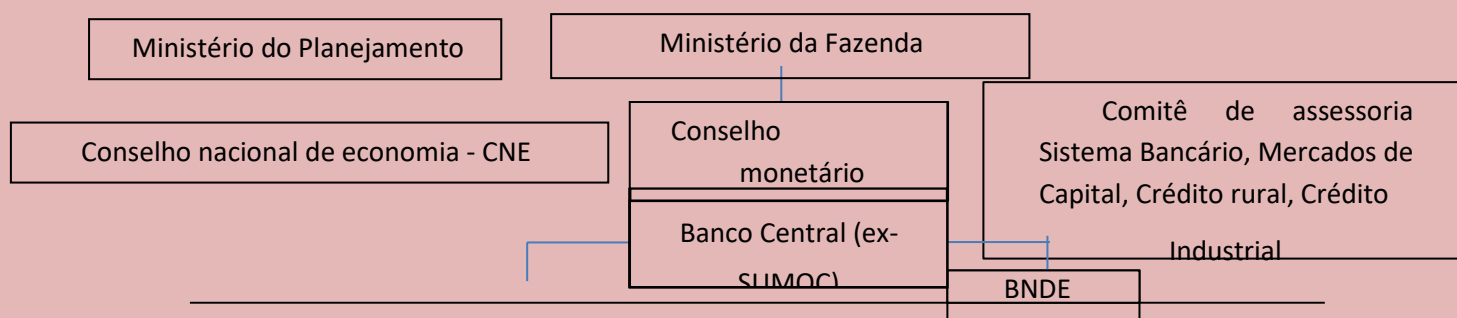 Ministério do Planejamento
Ministério da Fazenda
Conselho nacional de economia - CNE
Conselho
monetário
Comitê de assessoria
Sistema Bancário, Mercados de
Capital, Crédito rural, Crédito
Industrial
Banco Central (ex-
SUMOC)
BNDE